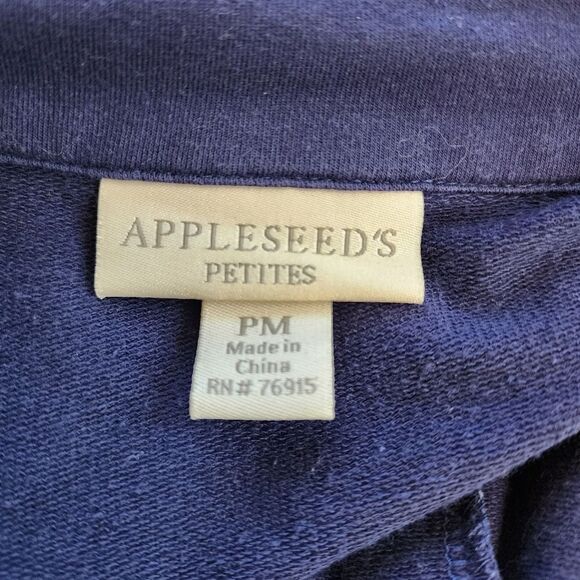 APPLESEED'S
PETITES
PM
Made in
China
RN# 76915